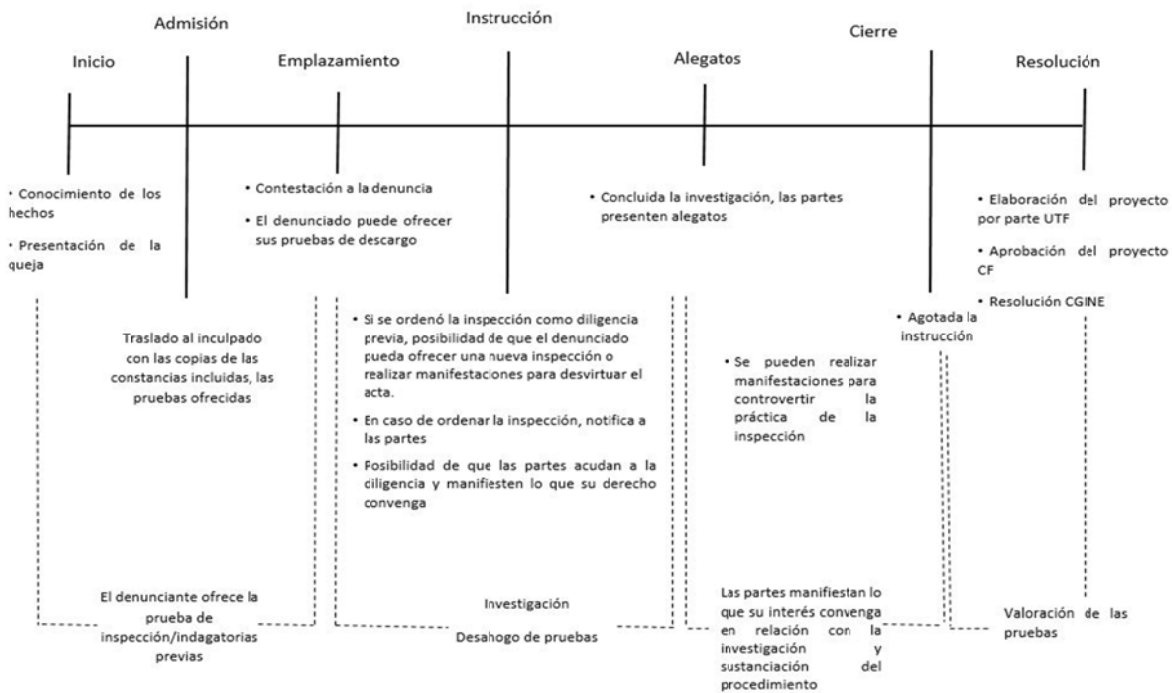 Inicio
Admisión
Emplazamiento
Instrucción
Alegatos
Cierre
Resolución
• Conocimiento de los
hechos
• Presentación de la
queja
Traslado al inculpado
con las copias de las
constancias incluidas, las
pruebas ofrecidas
• Contestación a la denuncia
• El denunciado puede ofrecer
sus pruebas de descargo
• Si se ordenó la inspección como diligencia
previa, posibilidad de que el denunciado
pueda ofrecer una nueva inspección o
realizar manifestaciones para desvirtuar el
acta.
• En caso de ordenar la inspección, notifica a
las partes
• Posibilidad de que las partes acudan a la
diligencia y manifiesten lo que su derecho
convenga
• Concluida la investigación, las partes
presenten alegatos
• Se pueden realizar
manifestaciones para
controvertir la
práctica de la
inspección
• Agotada la
instrucción
• Elaboración del proyecto
por parte UTF
• Aprobación del proyecto
CF
• Resolución CGINE
El denunciante ofrece la
prueba de
inspección/indagatorias
previas
Investigación
Desahogo de pruebas
Las partes manifiestan lo
que su interés convenga
en relación con la
investigación y
sustanciación del
procedimiento
Valoración de las
pruebas